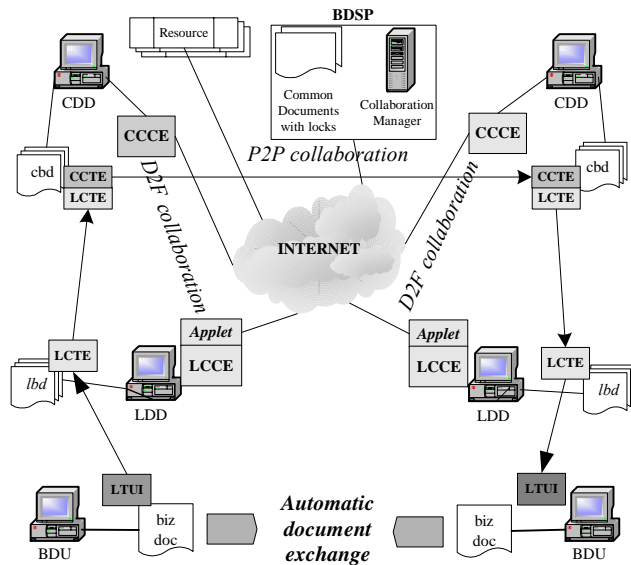 BDSP
Resource
Common
Documents
with locks
Collaboration
Manager
CDD
CCCE
CCCE
CDD
P2P collaboration
cbd
CCTE
LCTE
D2F collaboration
D2F collaboration
CCTE
LCTE
cbd
INTERNET
Applet
LCCE
Applet
LCCE
LCTE
lbd
LDD
LDD
LCTE
lbd
LTUI
LTUI
biz
doc
BDU
Automatic
document
exchange
biz
doc
BDU